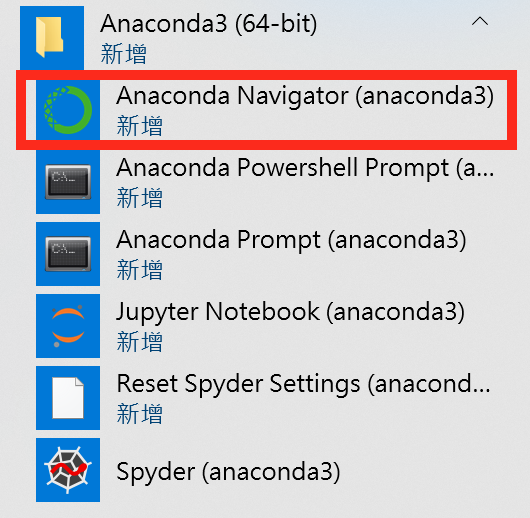 Anaconda3 (64-bit)
新增
Anaconda Navigator (anaconda3)
新增
Anaconda Powershell Prompt (a...
新增
Anaconda Prompt (anaconda3)
新增
Jupyter Notebook (anaconda3)
新增
Reset Spyder Settings (anacond...
新增
Spyder (anaconda3)